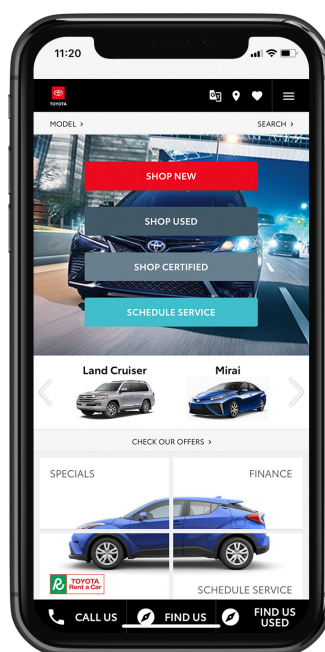 11:20
TOYOTA
MODEL >
SEARCH >
SHOP NEW
SHOP USED
SHOP CERTIFIED
SCHEDULE SERVICE
Land Cruiser
Mirai
CHECK OUR OFFERS >
SPECIALS
FINANCE
TOYOTA
Rent a Car
SCHEDULE SERVICE
CALL US
FIND US
FIND US
USED